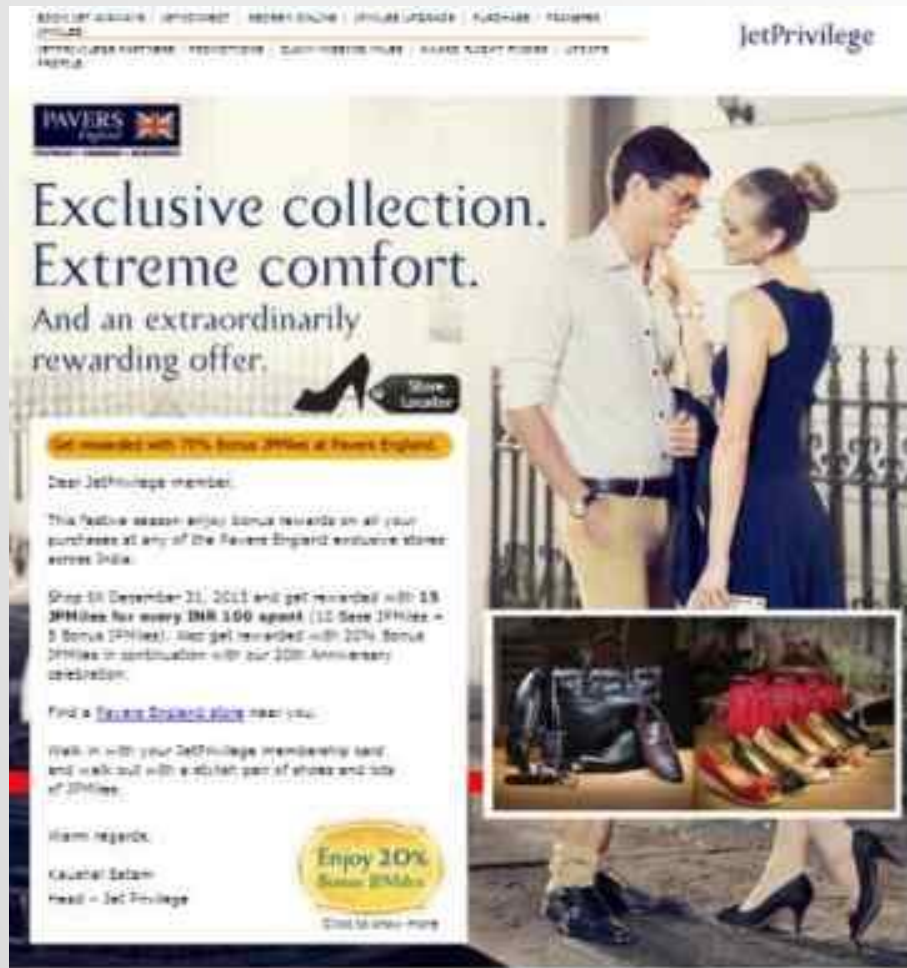 JetPrivilege
PAVERS
England
Exclusive collection.
Extreme comfort.
And an extraordinarily
rewarding offer.
Store
Locator
Get rewarded with Bonus JPMiles at Pavers England.
Dear JetPrivilege member,
This festive season enjoy bonus rewards on all your
purchases at any of the Pavers England exclusive stores
across India.
Shop till December 31, 2013 and get rewarded with 15
JPMiles for every INR 100 spent (10 Base JPMiles +
5 Bonus JPMiles). Also get rewarded with 20% Bonus
JPMiles in continuation with our 20th Anniversary
celebration.
Find a Pavers England store near you.
Walk in with your JetPrivilege membership card
and walk out with a stylish pair of shoes and lots
of JPMiles.
Warm regards,
Head – Jet Privilege
Enjoy 20%
Bonus JPMiles
Click to know more